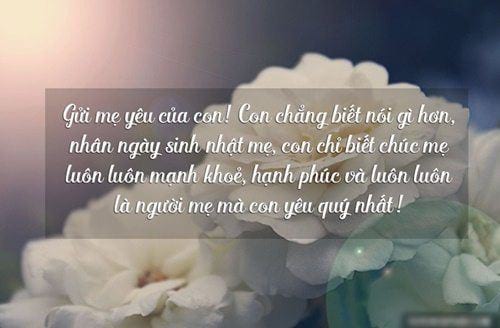 Gửi mẹ yêu của con! Con chẳng biết nói gì hơn,
nhân ngày sinh nhật mẹ, con chỉ biết chúc mẹ
luôn luôn mạnh khoẻ, hạnh phúc và luôn luôn
là người mẹ mà con yêu quý nhất!